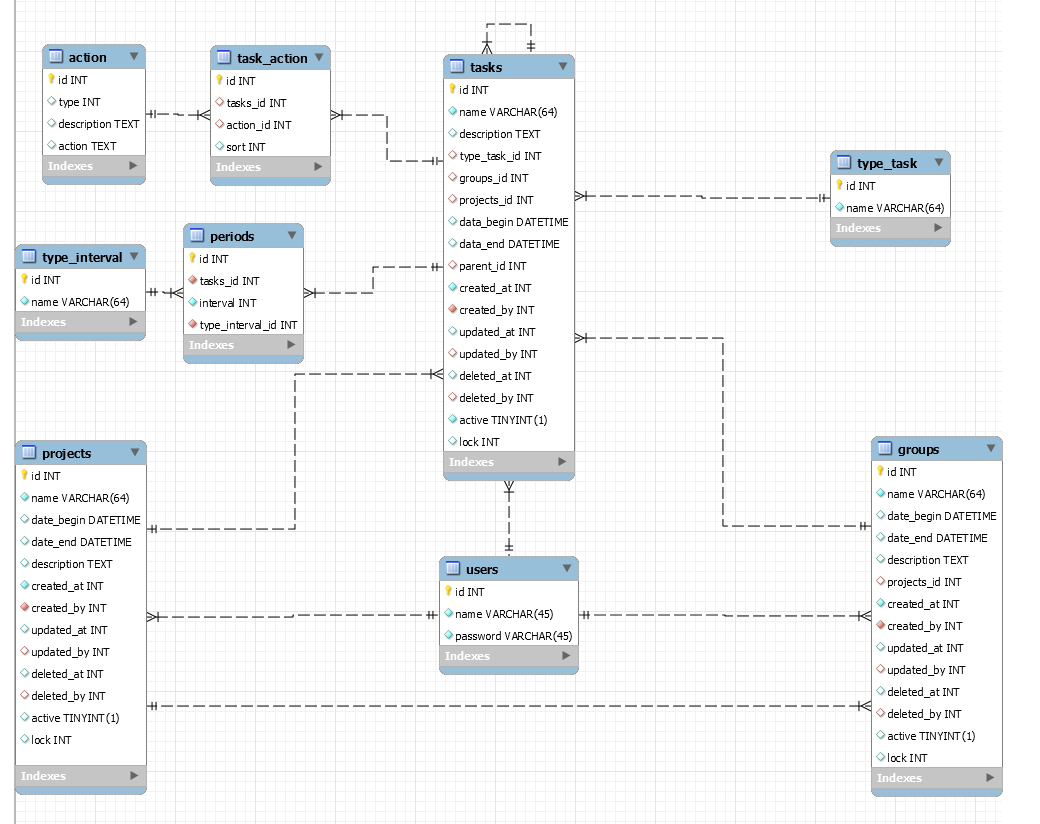 action
id INT
type INT
description TEXT
action TEXT
Indexes
task_action
id INT
tasks_id INT
action_id INT
sort INT
Indexes
tasks
id INT
name VARCHAR(64)
description TEXT
type_task_id INT
groups_id INT
projects_id INT
data_begin DATETIME
data_end DATETIME
parent_id INT
created_at INT
created_by INT
updated_at INT
updated_by INT
deleted_at INT
deleted_by INT
active TINYINT(1)
lock INT
Indexes
type_task
id INT
name VARCHAR(64)
Indexes
type_interval
id INT
name VARCHAR(64)
Indexes
periods
id INT
tasks_id INT
interval INT
type_interval_id INT
Indexes
projects
id INT
name VARCHAR(64)
date_begin DATETIME
date_end DATETIME
description TEXT
created_at INT
created_by INT
updated_at INT
updated_by INT
deleted_at INT
deleted_by INT
active TINYINT(1)
lock INT
Indexes
users
id INT
name VARCHAR(45)
password VARCHAR(45)
Indexes
groups
id INT
name VARCHAR(64)
date_begin DATETIME
date_end DATETIME
description TEXT
projects_id INT
created_at INT
created_by INT
updated_at INT
updated_by INT
deleted_at INT
deleted_by INT
active TINYINT(1)
lock INT
Indexes